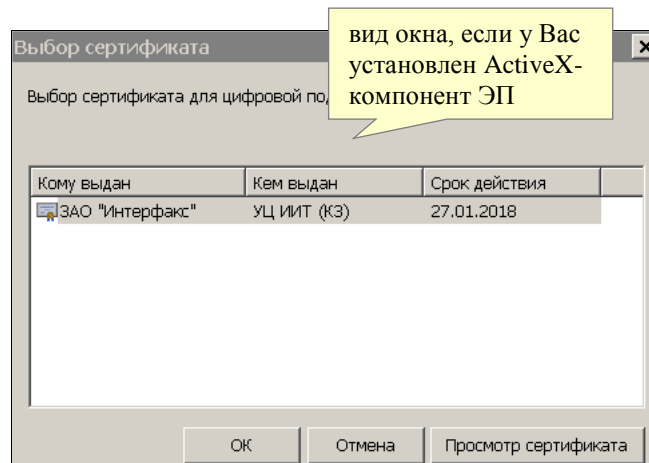 Выбор сертификата
вид окна, если у Вас
установлен ActiveX-
компонент ЭП
Выбор сертификата для цифровой по
Кому выдан Кем выдан Срок действия
ЗАО "Интерфакс" УЦ ИИТ (К3) 27.01.2018
ОК Отмена Просмотр сертификата